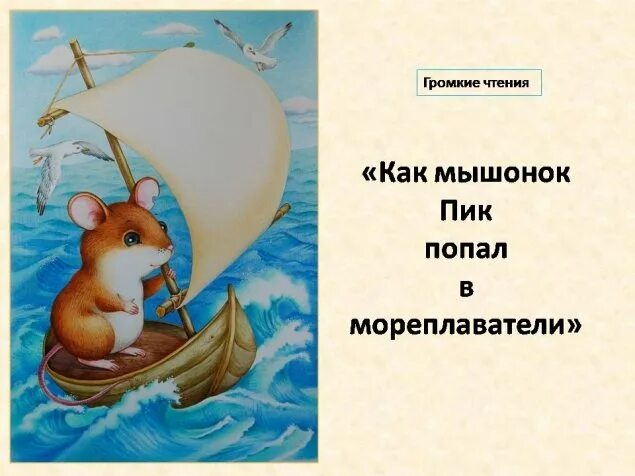 Громкие чтения
«Как мышонок
Пик
попал
в
мореплаватели»